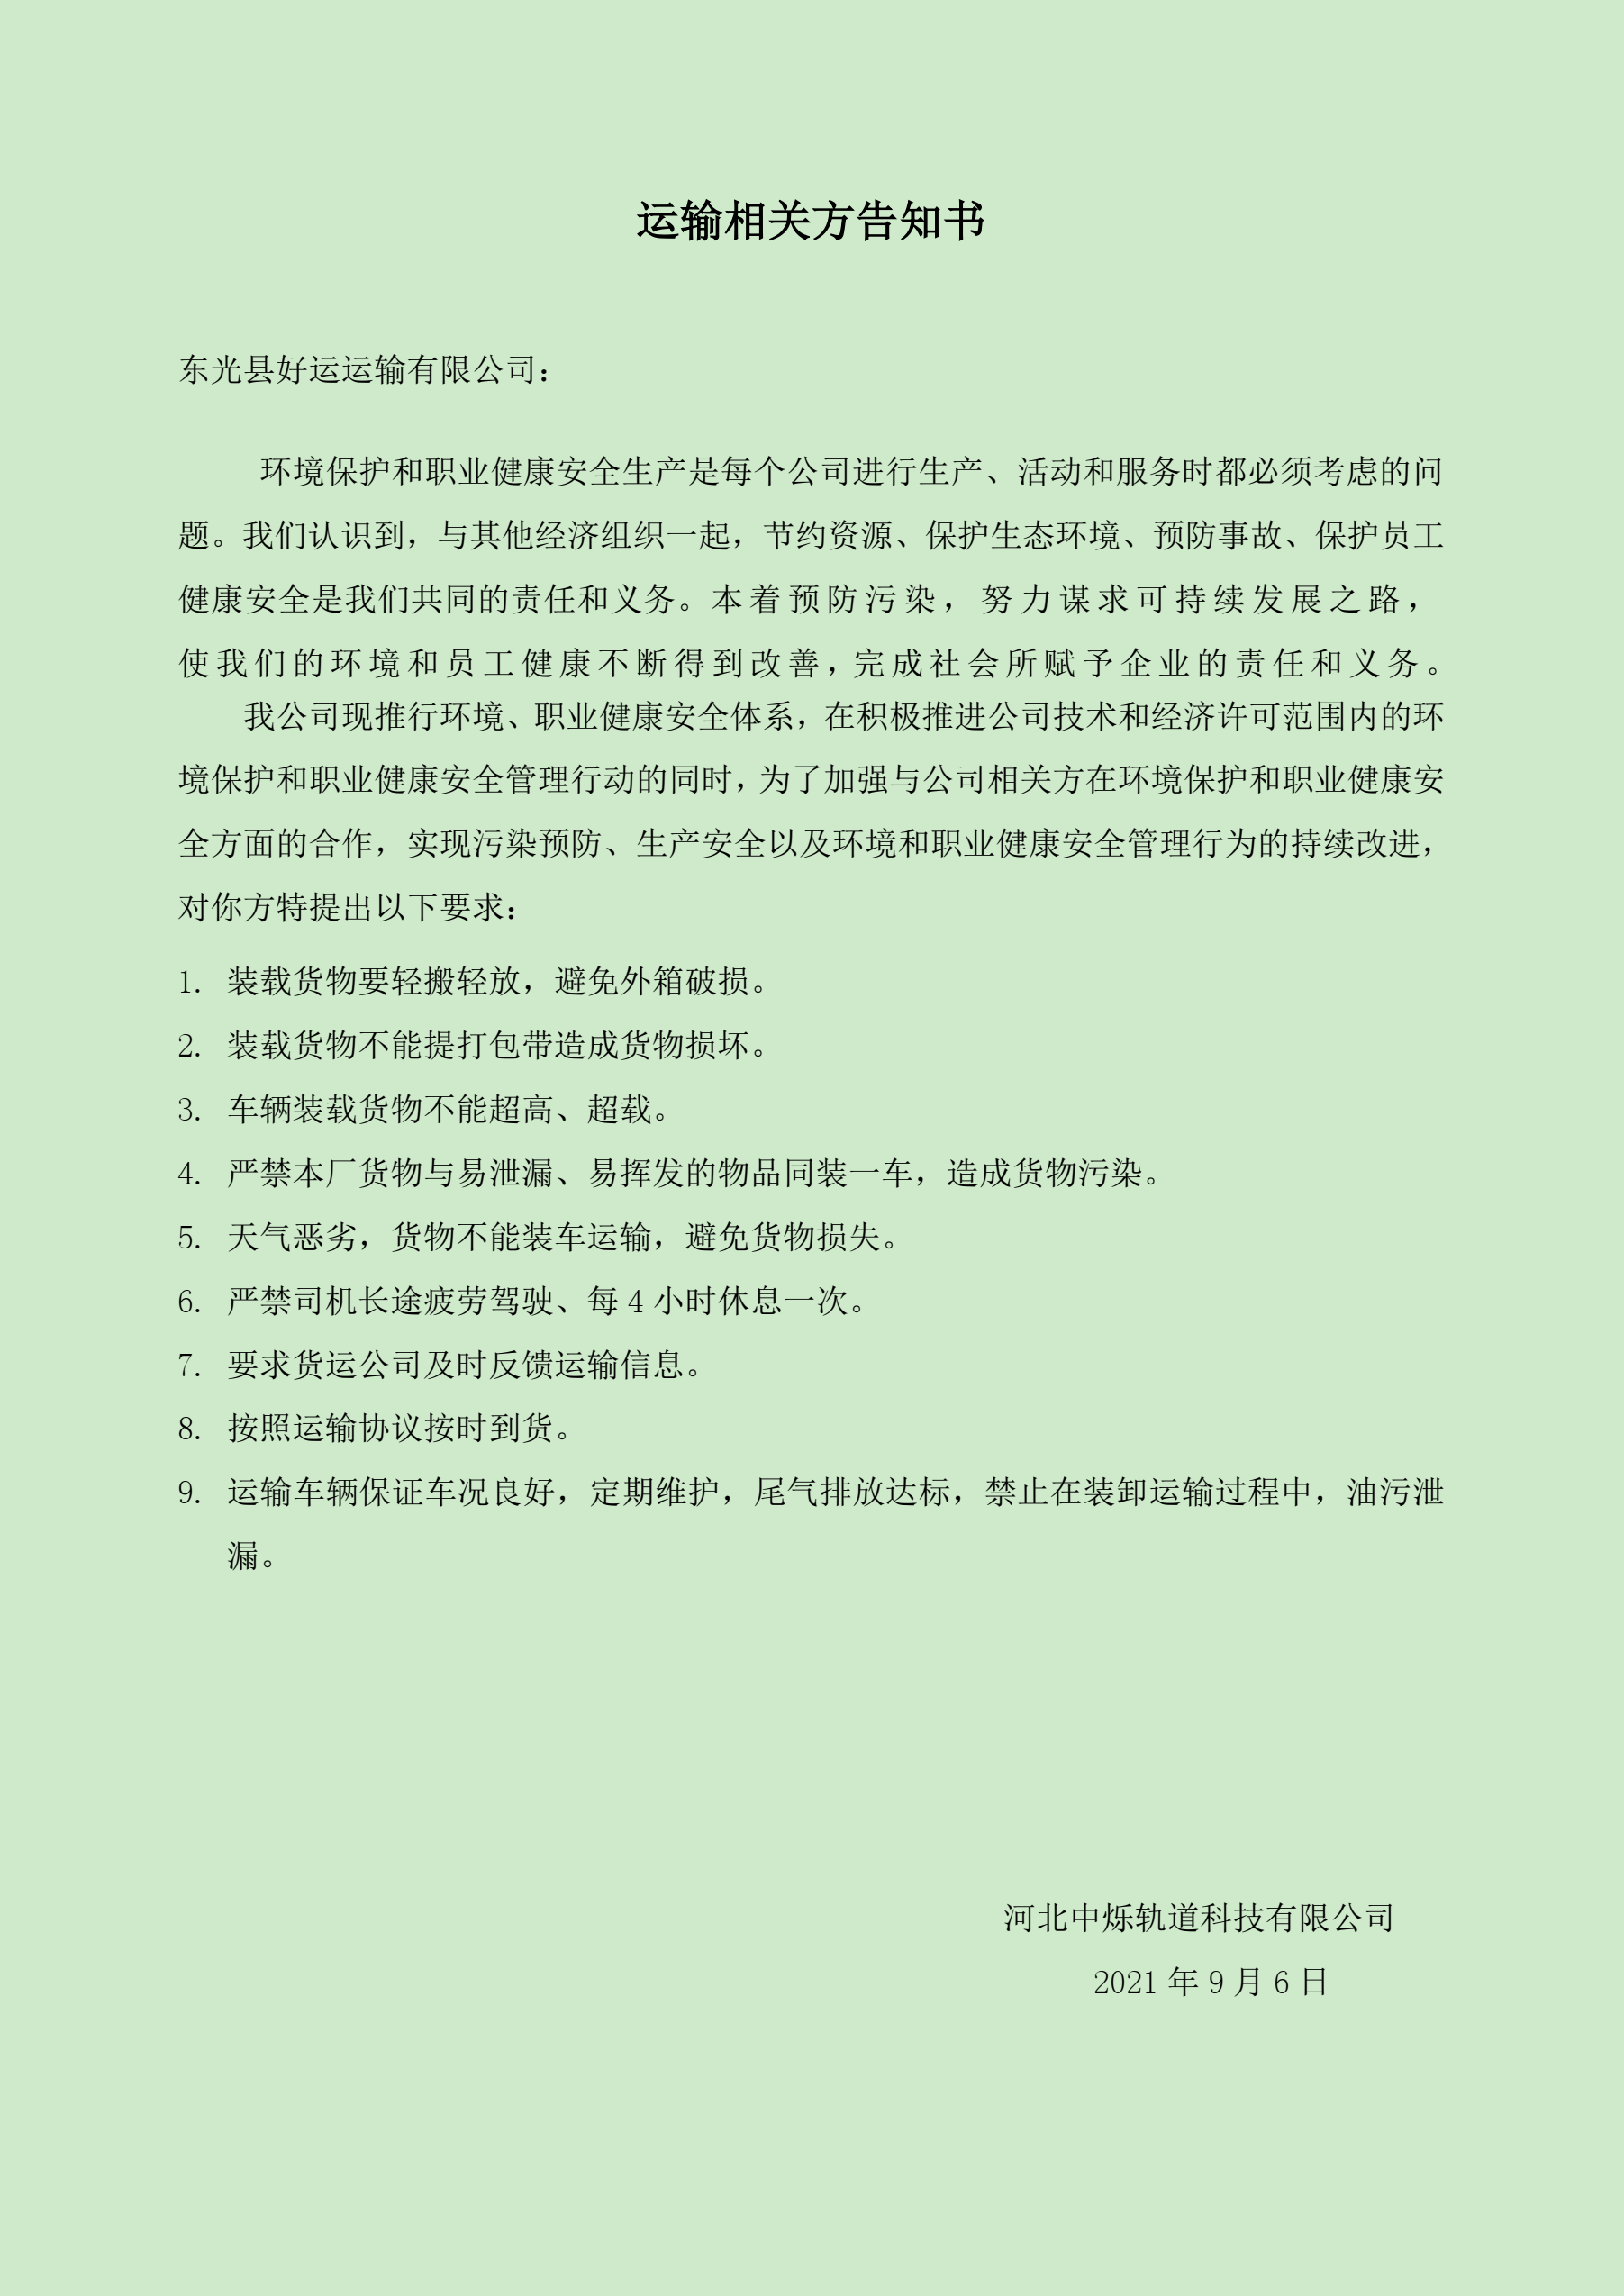 运输相关方告知书
东光县好运运输有限公司：
环境保护和职业健康安全生产是每个公司进行生产、活动和服务时都必须考虑的问
题。我们认识到，与其他经济组织一起，节约资源、保护生态环境、预防事故、保护员工
健康安全是我们共同的责任和义务。本着预防污染，努力谋求可持续发展之路，
使我们的环境和员工健康不断得到改善，完成社会所赋予企业的责任和义务。
我公司现推行环境、职业健康安全体系，在积极推进公司技术和经济许可范围内的环
境保护和职业健康安全管理行动的同时，为了加强与公司相关方在环境保护和职业健康安
全方面的合作，实现污染预防、生产安全以及环境和职业健康安全管理行为的持续改进，
对你方特提出以下要求：
1. 装载货物要轻搬轻放，避免外箱破损。
2. 装载货物不能提打包带造成货物损坏。
3. 车辆装载货物不能超高、超载。
4. 严禁本厂货物与易泄漏、易挥发的物品同装一车，造成货物污染。
5. 天气恶劣，货物不能装车运输，避免货物损失。
6. 严禁司机长途疲劳驾驶、每 4 小时休息一次。
7. 要求货运公司及时反馈运输信息。
8. 按照运输协议按时到货。
9. 运输车辆保证车况良好，定期维护，尾气排放达标，禁止在装卸运输过程中，油污泄
漏。
河北中烁轨道科技有限公司
2021 年 9 月 6 日